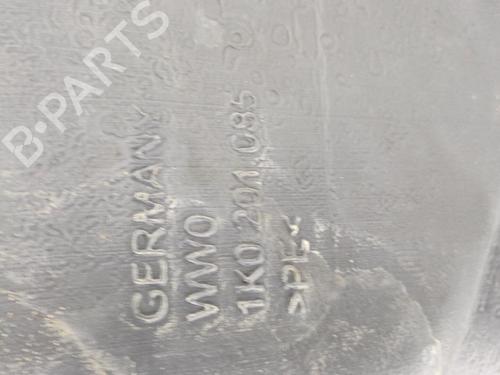 B-PARTS
GERMANY
WWO
1K0 201 085
>PE<